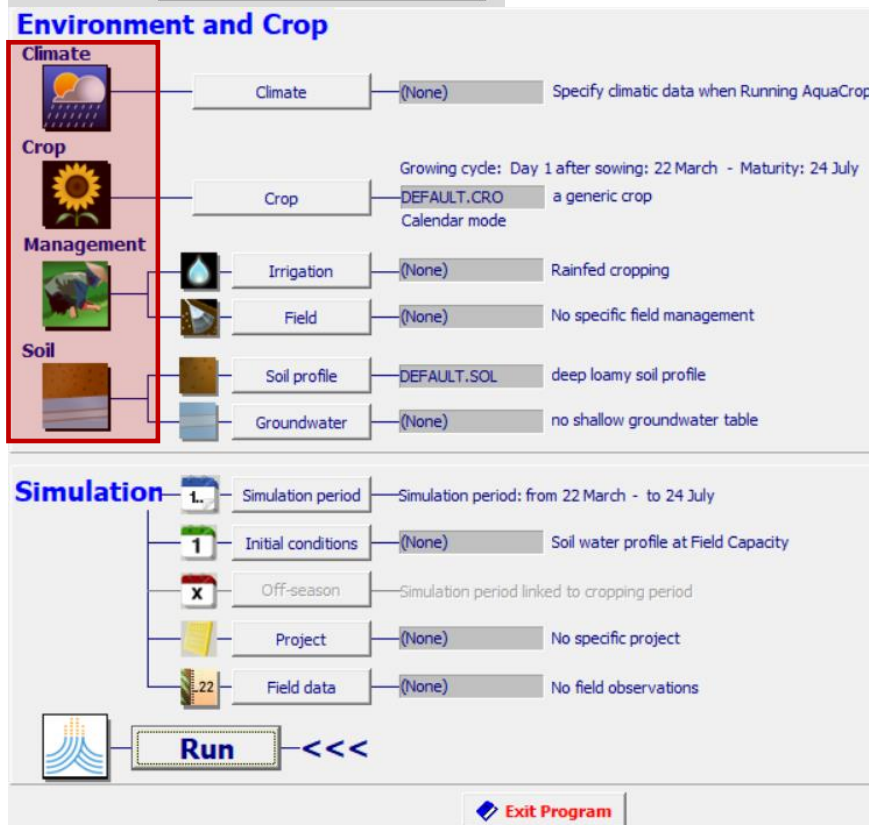 Environment and Crop
Climate
Climate (None) Specify climatic data when Running AquaCrop
Crop
Growing cycle: Day 1 after sowing: 22 March - Maturity: 24 July
Crop DEFAULT.CRO a generic crop
Calendar mode
Management
Irrigation (None) Rainfed cropping
Field (None) No specific field management
Soil
Soil profile DEFAULT.SOL deep loamy soil profile
Groundwater (None) no shallow groundwater table
Simulation 1.. Simulation period Simulation period: from 22 March - to 24 July
1 Initial conditions (None) Soil water profile at Field Capacity
X Off-season Simulation period linked to cropping period
Project (None) No specific project
.22 Field data (None) No field observations
Run <<<
Exit Program